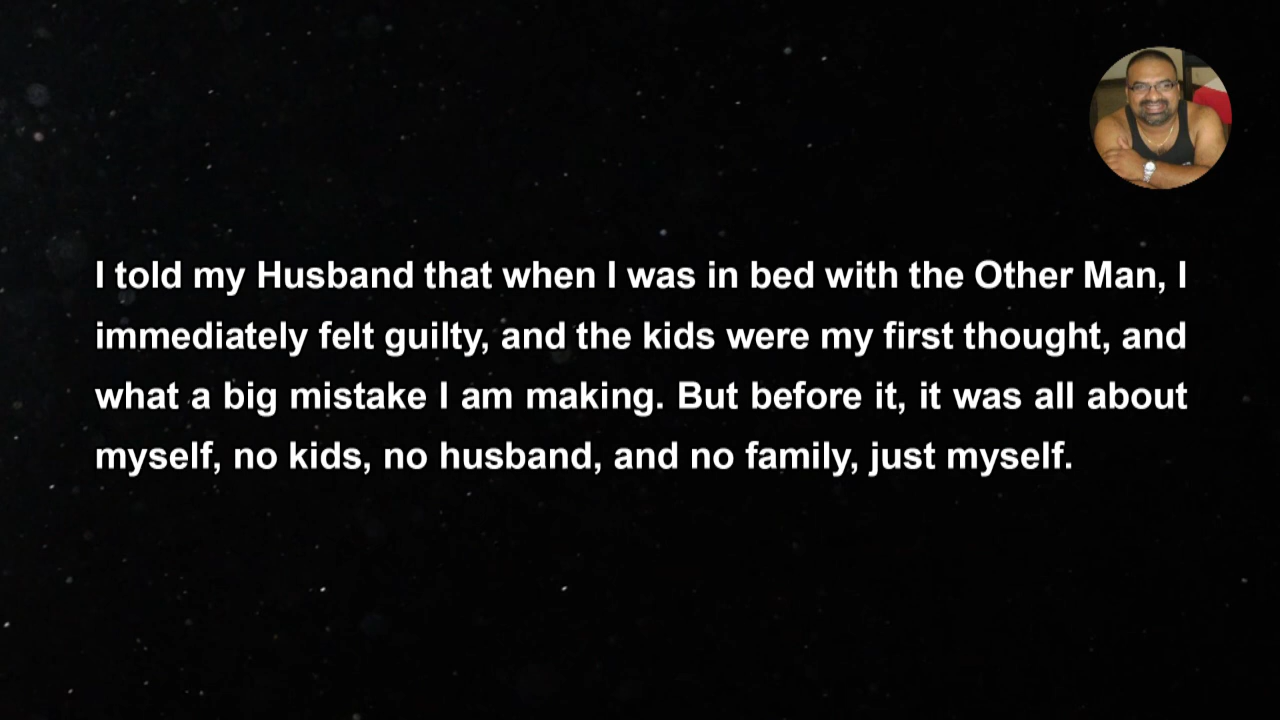 I told my Husband that when I was in bed with the Other Man, I
immediately felt guilty, and the kids were my first thought, and
what a big mistake I am making. But before it, it was all about
myself, no kids, no husband, and no family, just myself.